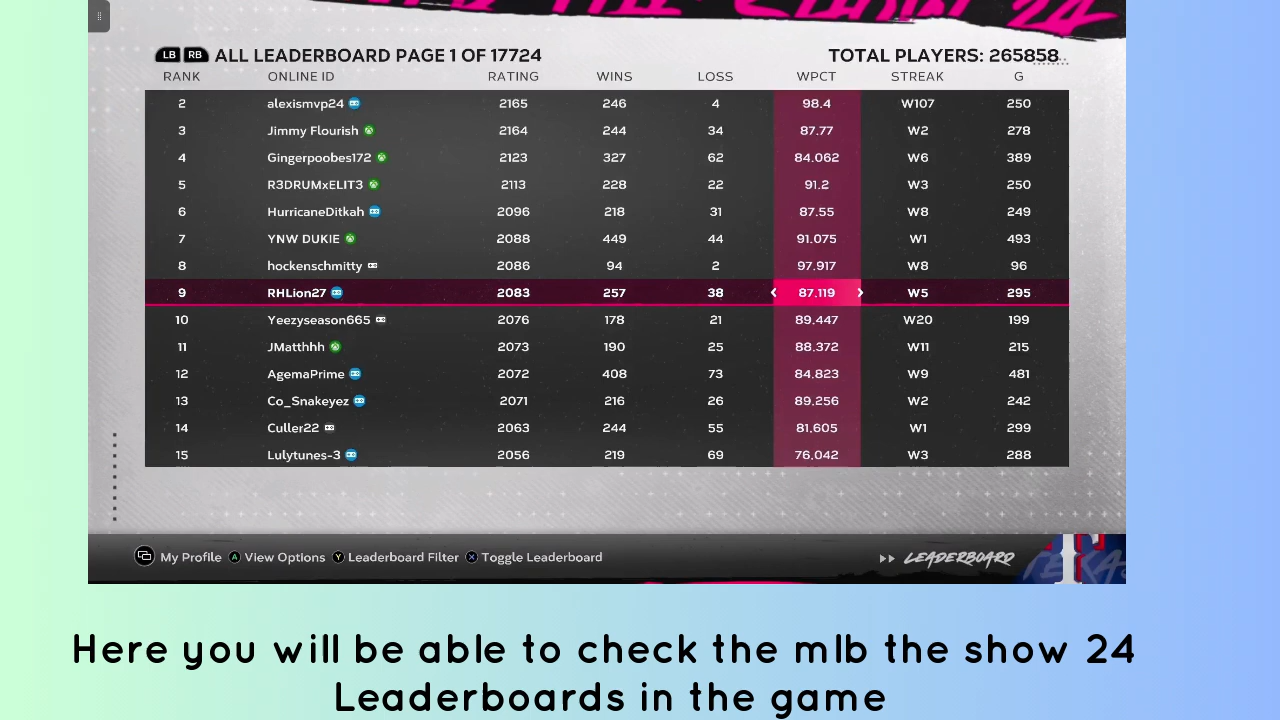 THE SHOW 24
LB RB ALL LEADERBOARD PAGE 1 OF 17724 TOTAL PLAYERS: 265858
RANK ONLINE ID RATING WINS LOSS WPCT STREAK G
2 alexismvp24 2165 246 4 98.4 W107 250
3 Jimmy Flourish 2164 244 34 87.77 W2 278
4 Gingerpoobes172 2123 327 62 84.062 W6 389
5 R3DRUMxELIT3 2113 228 22 91.2 W3 250
6 HurricaneDitkah 2096 218 31 87.55 W8 249
7 YNW DUKIE 2088 449 44 91.075 W1 493
8 hockenschmitty 2086 94 2 97.917 W8 96
9 RHLion27 2083 257 38 87.119 W5 295
10 Yeezyseason665 2076 178 21 89.447 W20 199
11 JMatthhh 2073 190 25 88.372 W11 215
12 AgemaPrime 2072 408 73 84.823 W9 481
13 Co_Snakeyez 2071 216 26 89.256 W2 242
14 Culler22 2063 244 55 81.605 W1 299
15 Lulytunes-3 2056 219 69 76.042 W3 288
My Profile A View Options Y Leaderboard Filter X Toggle Leaderboard LEADERBOARD
Here you will be able to check the mlb the show 24
Leaderboards in the game